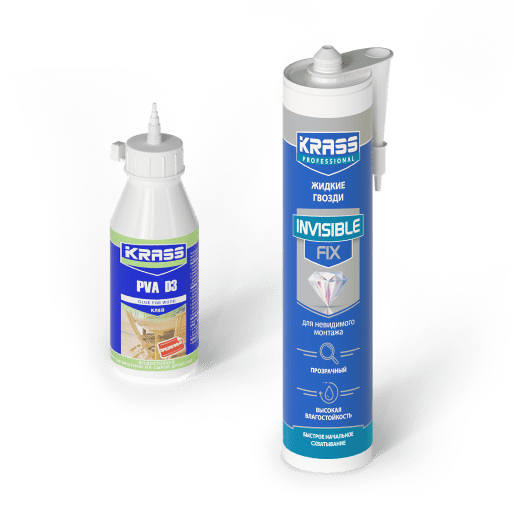 KRASS
PVA D3
GLUE FOR WOOD
КЛЕЙ
KRASS
PROFESSIONAL
ЖИДКИЕ
ГВОЗДИ
INVISIBLE
FIX
для невидимого
монтажа
ПРОЗРАЧНЫЙ
ВЫСОКАЯ
ВЛАГОСТОЙКОСТЬ
БЫСТРОЕ НАЧАЛЬНОЕ
СХВАТЫВАНИЕ